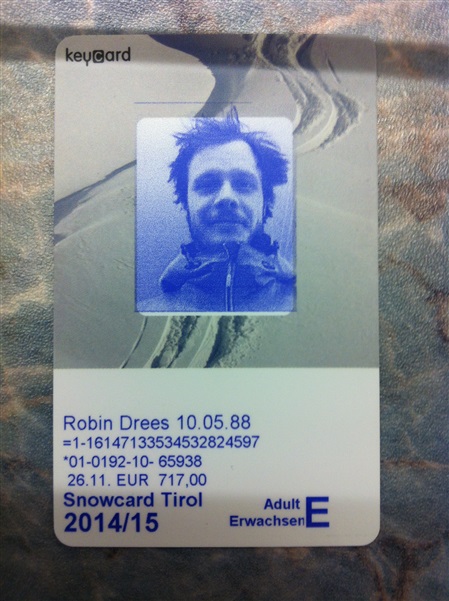 keycard
Robin Drees 10.05.88
=1-16147133534532824597
*01-0192-10- 65938
26.11. EUR 717,00
Snowcard Tirol
2014/15
Adult
Erwachsen
E